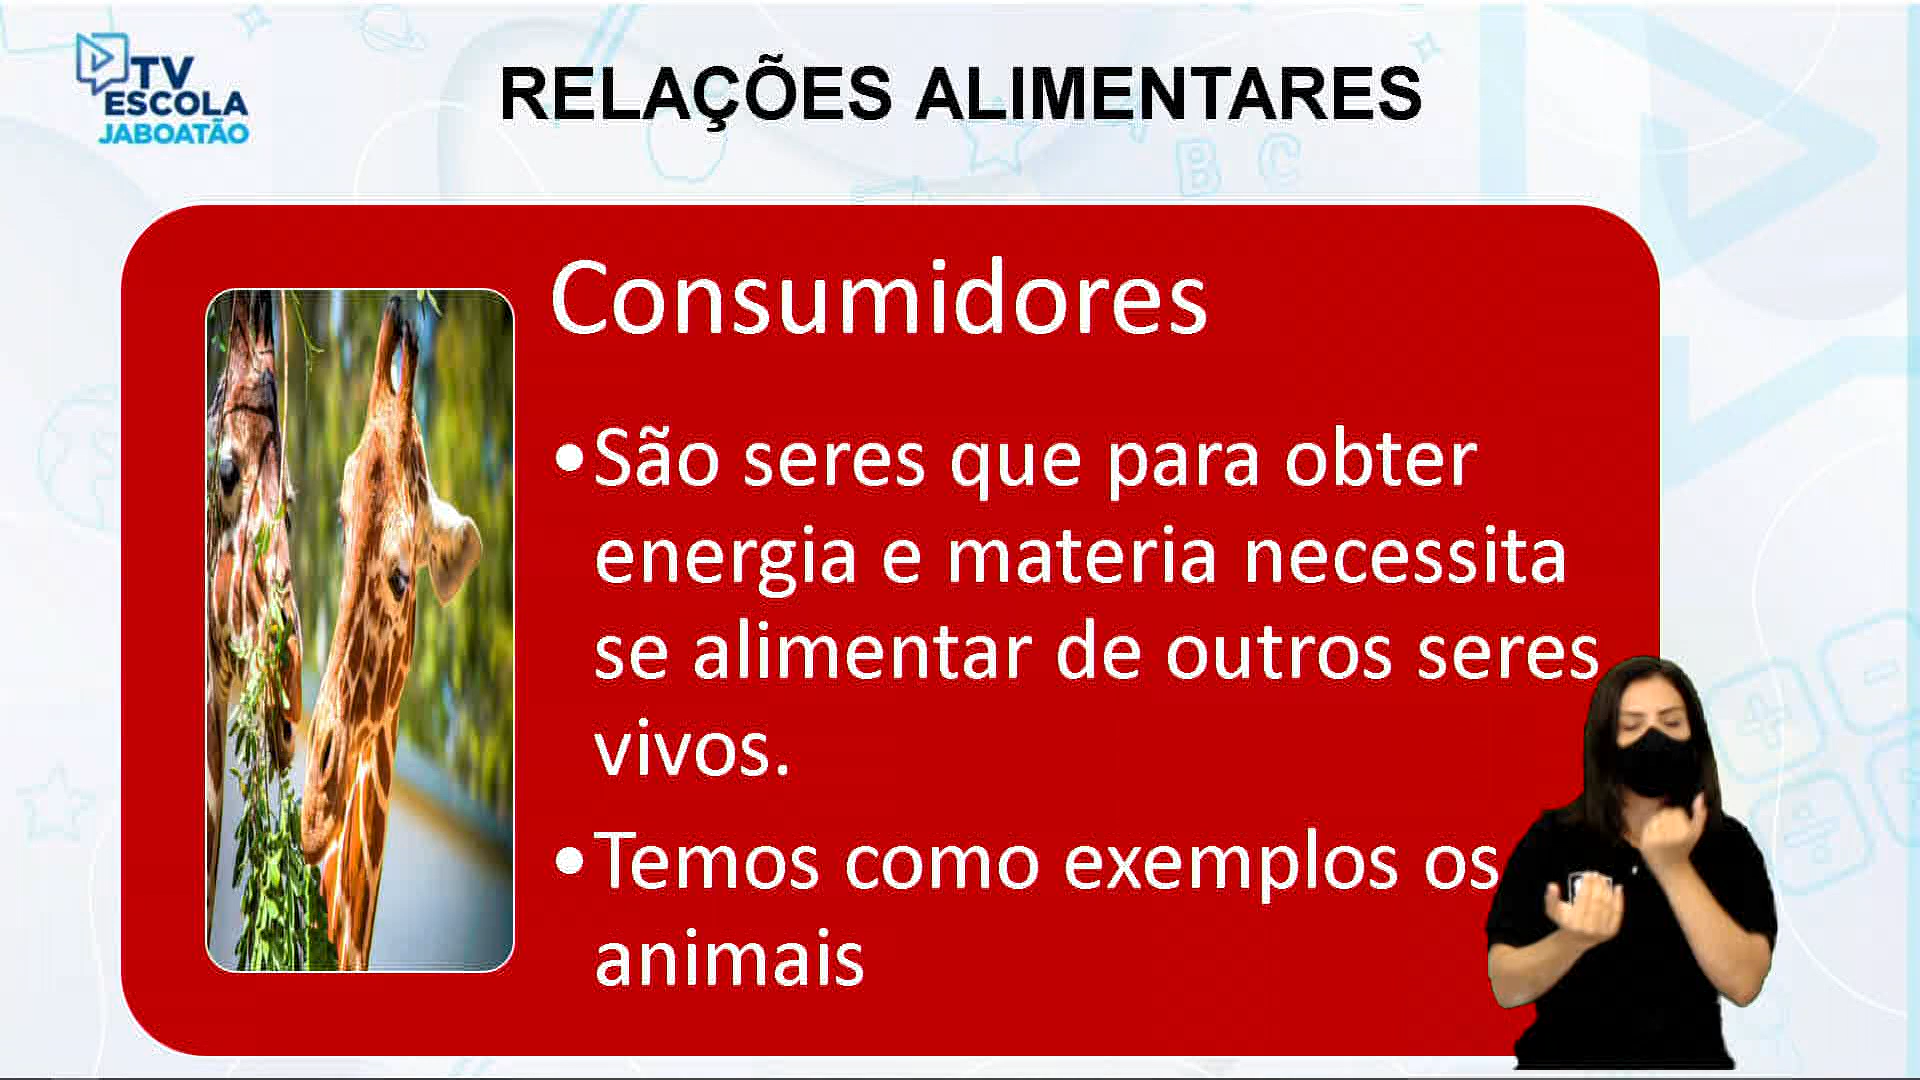 TV
ESCOLA
JABOATÃO
RELAÇÕES ALIMENTARES
B C
Consumidores
•São seres que para obter
energia e materia necessita
se alimentar de outros seres
vivos.
•Temos como exemplos os
animais